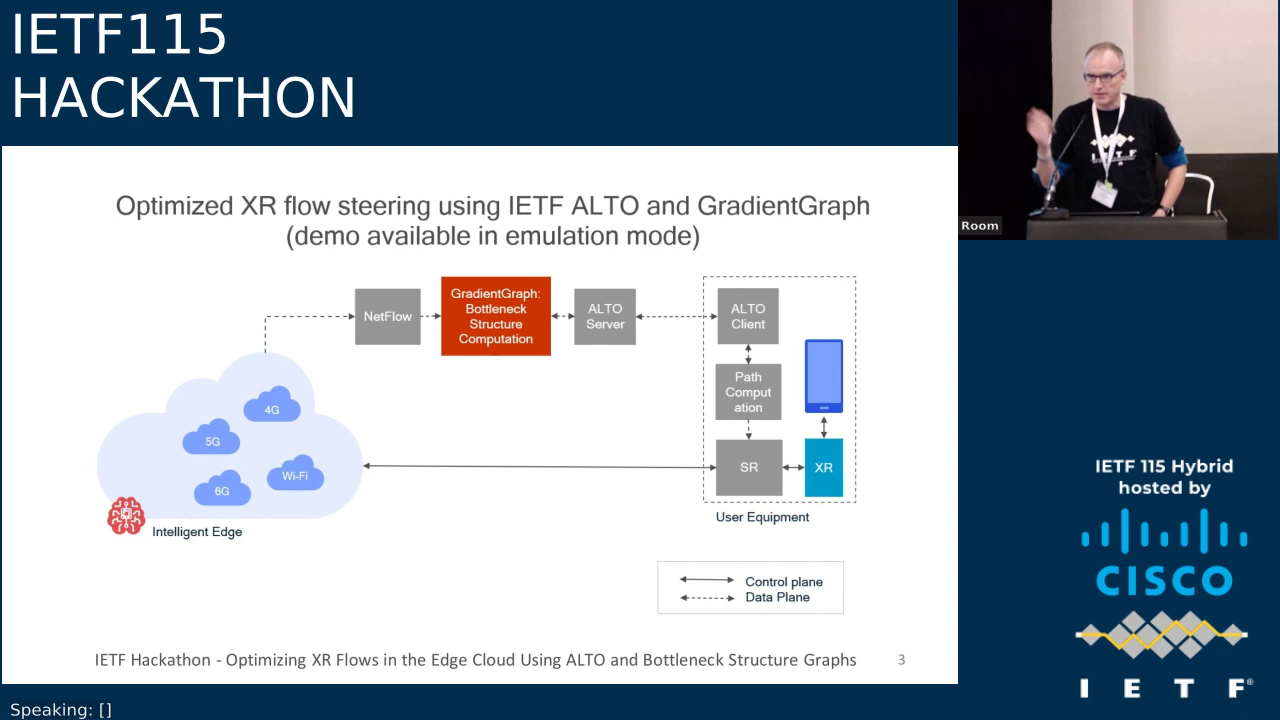 IETF115
HACKATHON
Optimized XR flow steering using IETF ALTO and GradientGraph
(demo available in emulation mode)
NetFlow
GradientGraph:
Bottleneck
Structure
Computation
ALTO
Server
ALTO
Client
Path
Comput
ation
SR
XR
User Equipment
4G
5G
6G
Wi-Fi
Intelligent Edge
Control plane
Data Plane
IETF Hackathon - Optimizing XR Flows in the Edge Cloud Using ALTO and Bottleneck Structure Graphs
3
Room
I E T F
IETF 115 Hybrid
hosted by
CISCO
I E T F®
Speaking: []